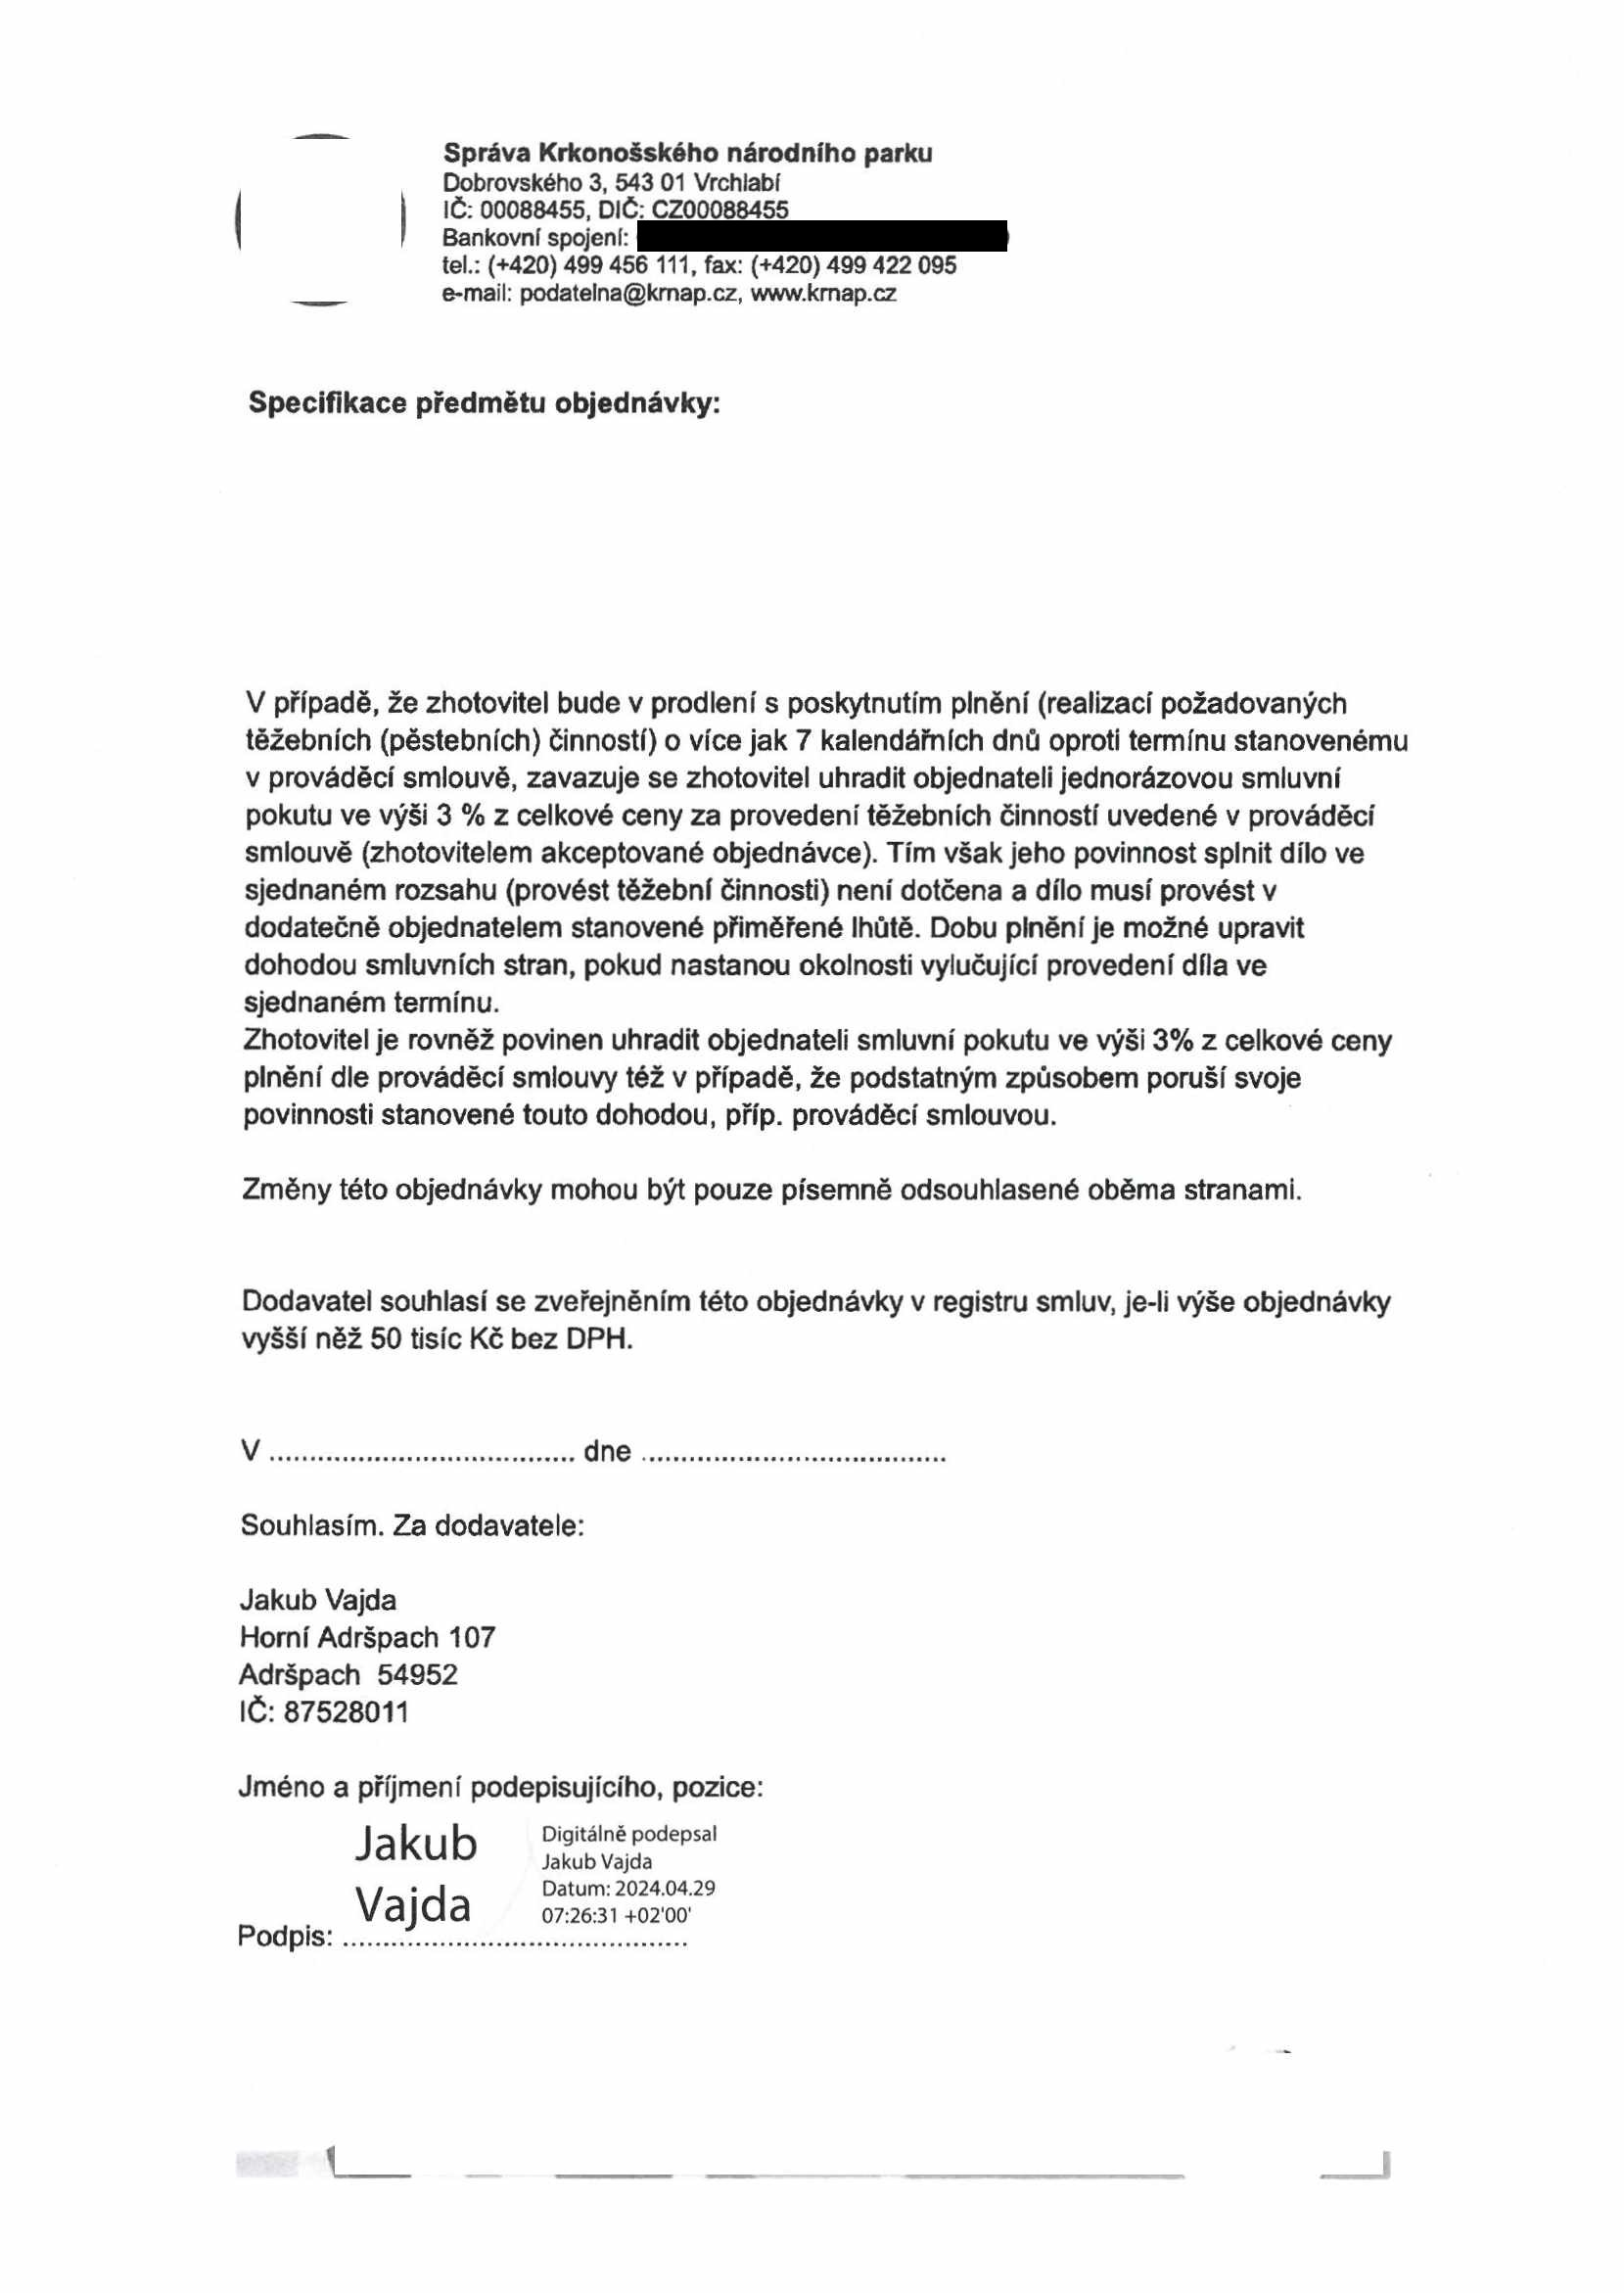 Správa Krkonošského národního parku
Dobrovského 3, 543 01 Vrchlabí
IČ: 00088455, DIČ: CZ00088455
Bankovní spojení:
tel.: (+420) 499 456 111, fax: (+420) 499 422 095
e-mail: podatelna@krnap.cz, www.krnap.cz
Specifikace předmětu objednávky:
V případě, že zhotovitel bude v prodlení s poskytnutím plnění (realizací požadovaných
těžebních (pěstebních) činností) o více jak 7 kalendářních dnů oproti termínu stanovenému
v prováděcí smlouvě, zavazuje se zhotovitel uhradit objednateli jednorázovou smluvní
pokutu ve výši 3 % z celkové ceny za provedení těžebních činností uvedené v prováděcí
smlouvě (zhotovitelem akceptované objednávce). Tím však jeho povinnost splnit dílo ve
sjednaném rozsahu (provést těžební činnosti) není dotčena a dílo musí provést v
dodatečně objednatelem stanovené přiměřené lhůtě. Dobu plnění je možné upravit
dohodou smluvních stran, pokud nastanou okolnosti vylučující provedení díla ve
sjednaném termínu.
Zhotovitel je rovněž povinen uhradit objednateli smluvní pokutu ve výši 3% z celkové ceny
plnění dle prováděcí smlouvy též v případě, že podstatným způsobem poruší svoje
povinnosti stanovené touto dohodou, příp. prováděcí smlouvou.
Změny této objednávky mohou být pouze písemně odsouhlasené oběma stranami.
Dodavatel souhlasí se zveřejněním této objednávky v registru smluv, je-li výše objednávky
vyšší něž 50 tisíc Kč bez DPH.
V ...................................... dne ......................................
Souhlasím. Za dodavatele:
Jakub Vajda
Horní Adršpach 107
Adršpach 54952
IČ: 87528011
Jméno a příjmení podepisujícího, pozice:
Jakub
Vajda
Digitálně podepsal
Jakub Vajda
Datum: 2024.04.29
07:26:31 +02'00'
Podpis: ...........................................